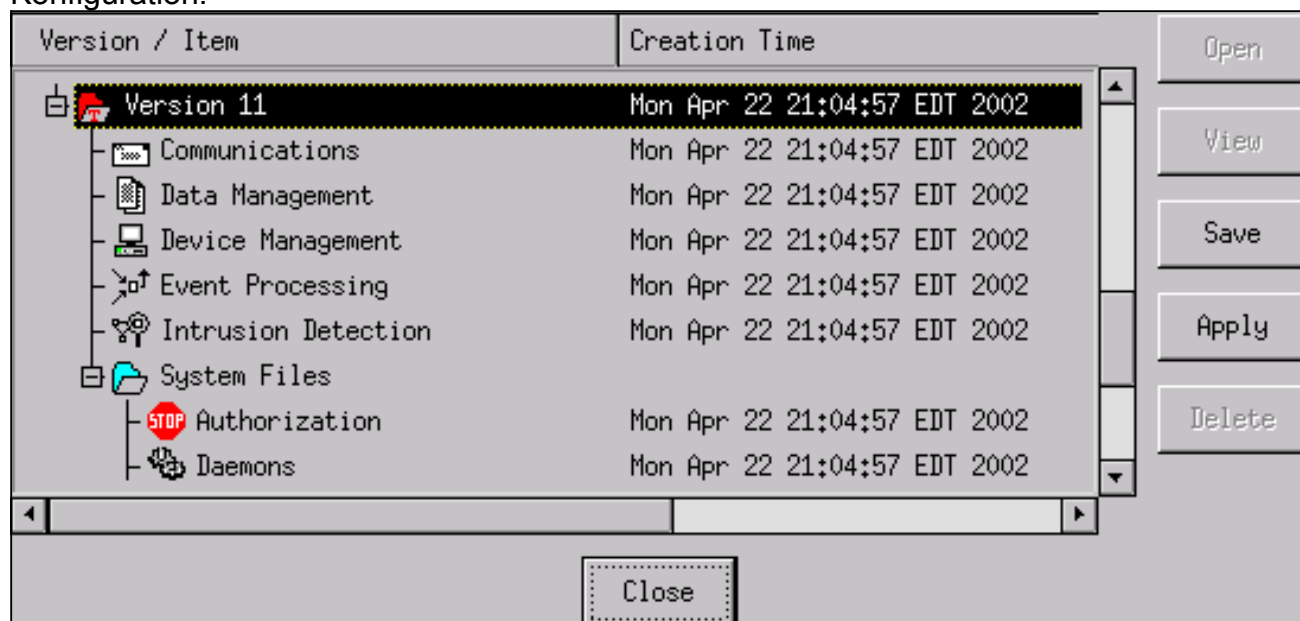 Konfiguration.
Version / Item Creation Time Open
Version 11 Mon Apr 22 21:04:57 EDT 2002
Communications Mon Apr 22 21:04:57 EDT 2002 View
Data Management Mon Apr 22 21:04:57 EDT 2002
Device Management Mon Apr 22 21:04:57 EDT 2002 Save
Event Processing Mon Apr 22 21:04:57 EDT 2002
Intrusion Detection Mon Apr 22 21:04:57 EDT 2002 Apply
System Files
STOP Authorization Mon Apr 22 21:04:57 EDT 2002 Delete
Daemons Mon Apr 22 21:04:57 EDT 2002
Close